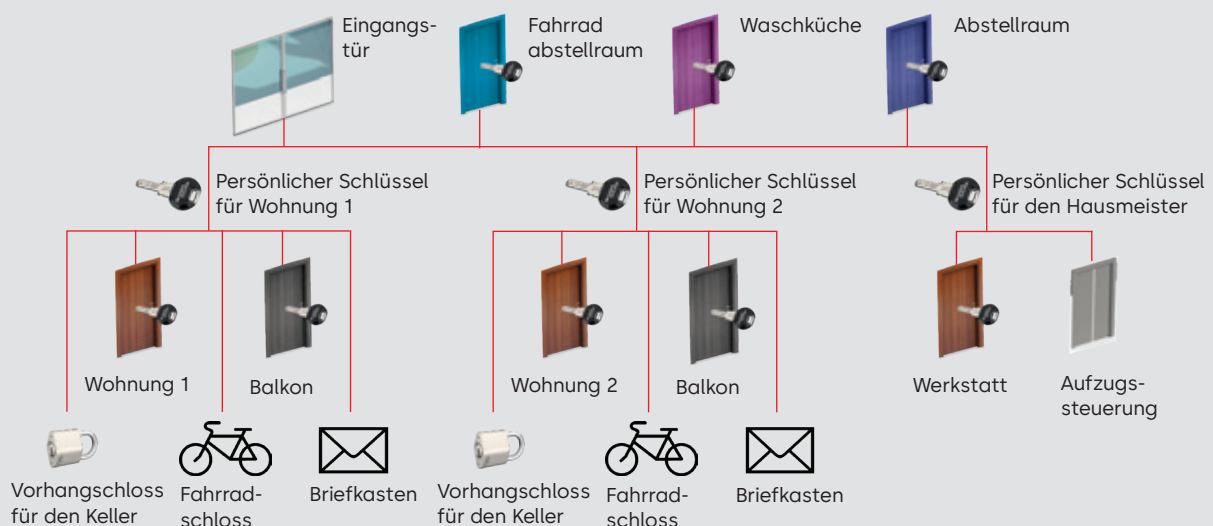 Eingangs-
tür
Fahrrad
abstellraum
Waschküche
Abstellraum
Persönlicher Schlüssel
für Wohnung 1
Persönlicher Schlüssel
für Wohnung 2
Persönlicher Schlüssel
für den Hausmeister
Wohnung 1
Balkon
Wohnung 2
Balkon
Werkstatt
Aufzugs-
steuerung
Vorhangschloss
für den Keller
Fahrrad-
schloss
Briefkasten
Vorhangschloss
für den Keller
Fahrrad-
schloss
Briefkasten